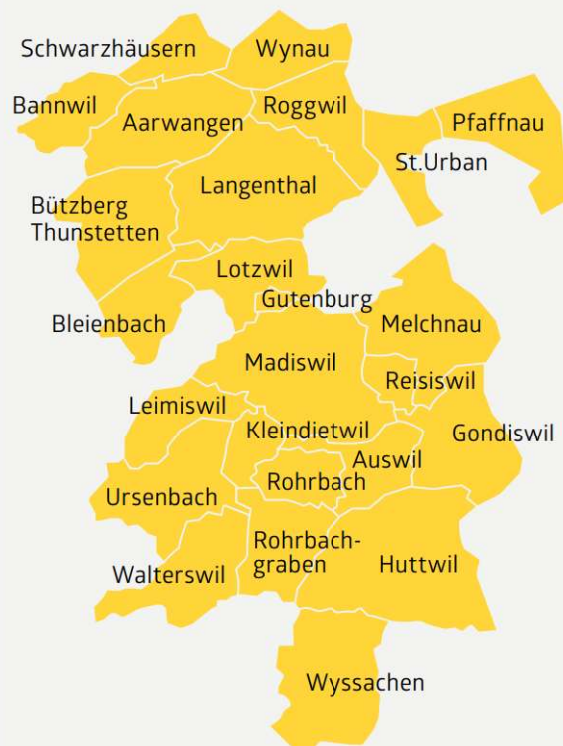 Schwarzhäusern
Wynau
Bannwil
Aarwangen
Roggwil
Pfaffnau
St.Urban
Langenthal
Bützberg
Thunstetten
Lotzwil
Gutenburg
Bleienbach
Melchnau
Madiswil
Reisiswil
Leimiswil
Kleindietwil
Gondiswil
Auswil
Rohrbach
Ursenbach
Rohrbach-
graben
Huttwil
Walterswil
Wyssachen